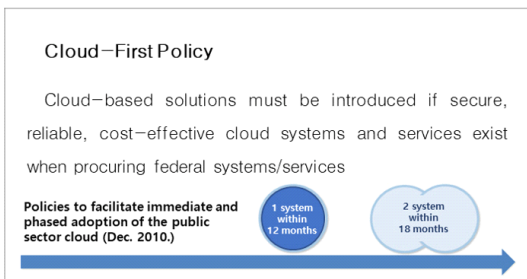 Cloud-First Policy
Cloud-based solutions must be introduced if secure,
reliable, cost-effective cloud systems and services exist
when procuring federal systems/services
Policies to facilitate immediate and
phased adoption of the public
sector cloud (Dec. 2010.)
1 system
within
12 months
2 system
within
18 months